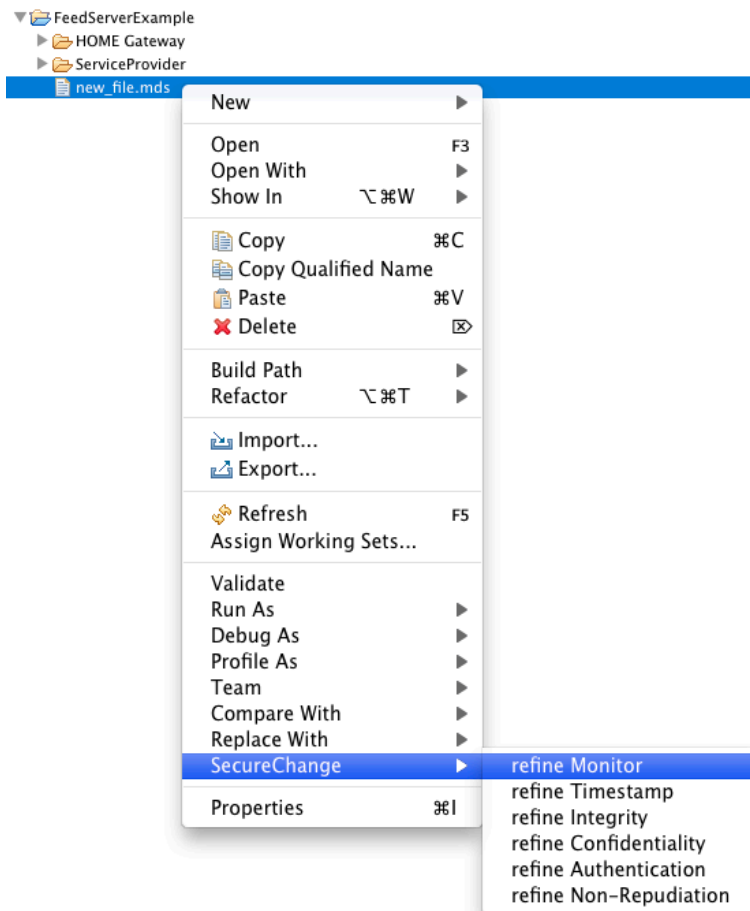 FeedServerExample
HOME Gateway
ServiceProvider
new_file.mds
New
Open F3
Open With
Show In ⌥⌘W
Copy ⌘C
Copy Qualified Name
Paste ⌘V
Delete ⌦
Build Path
Refactor ⌥⌘T
Import...
Export...
Refresh F5
Assign Working Sets...
Validate
Run As
Debug As
Profile As
Team
Compare With
Replace With
SecureChange refine Monitor
refine Timestamp
Properties ⌘I refine Integrity
refine Confidentiality
refine Authentication
refine Non-Repudiation